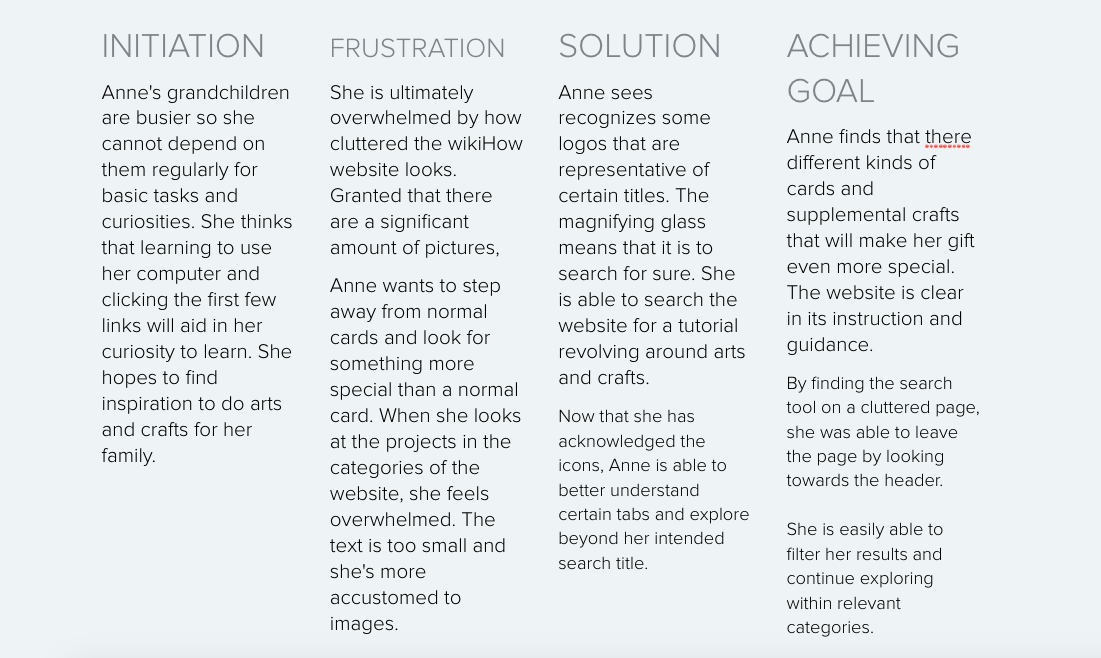 INITIATION
Anne's grandchildren
are busier so she
cannot depend on
them regularly for
basic tasks and
curiosities. She thinks
that learning to use
her computer and
clicking the first few
links will aid in her
curiosity to learn. She
hopes to find
inspiration to do arts
and crafts for her
family.
FRUSTRATION
She is ultimately
overwhelmed by how
cluttered the wikiHow
website looks.
Granted that there
are a significant
amount of pictures,
Anne wants to step
away from normal
cards and look for
something more
special than a normal
card. When she looks
at the projects in the
categories of the
website, she feels
overwhelmed. The
text is too small and
she's more
accustomed to
images.
SOLUTION
Anne sees
recognizes some
logos that are
representative of
certain titles. The
magnifying glass
means that it is to
search for sure. She
is able to search the
website for a tutorial
revolving around arts
and crafts.
Now that she has
acknowledged the
icons, Anne is able to
better understand
certain tabs and explore
beyond her intended
search title.
ACHIEVING
GOAL
Anne finds that there
different kinds of
cards and
supplemental crafts
that will make her gift
even more special.
The website is clear
in its instruction and
guidance.
By finding the search
tool on a cluttered page,
she was able to leave
the page by looking
towards the header.
She is easily able to
filter her results and
continue exploring
within relevant
categories.